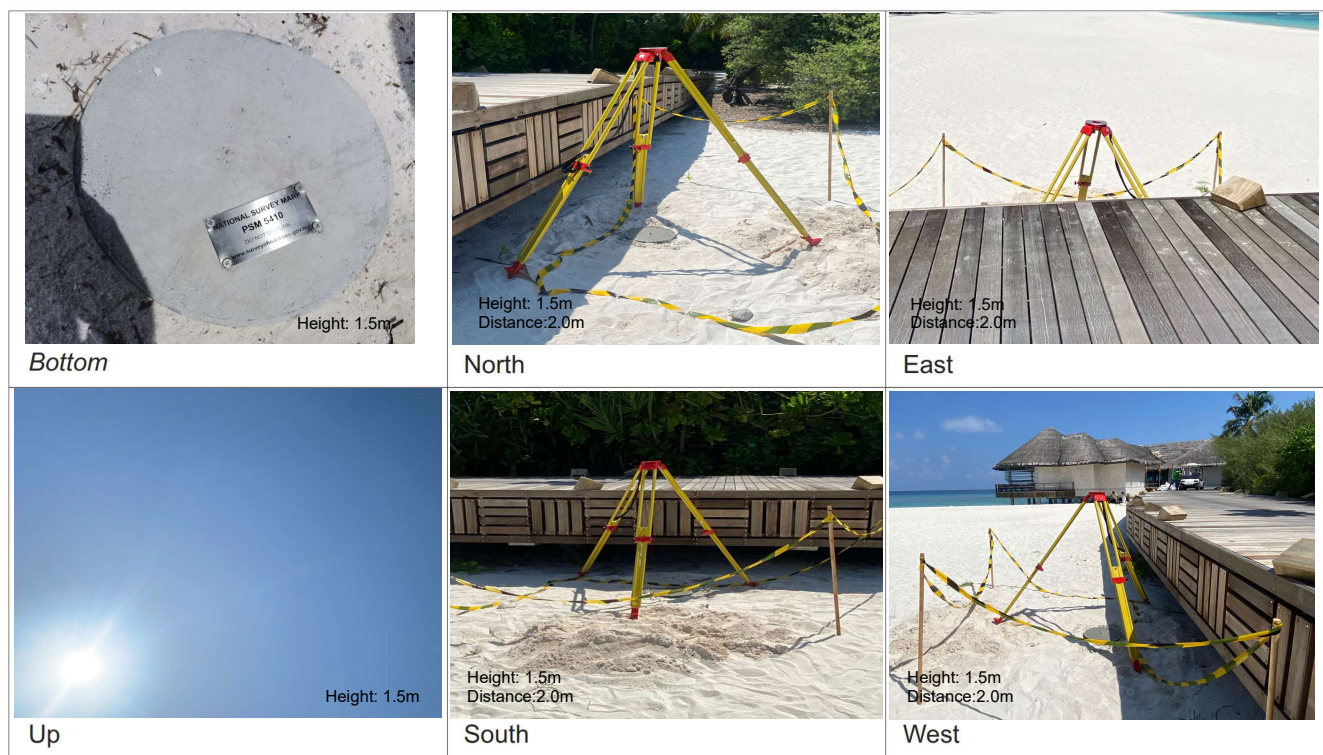 NATIONAL SURVEY MARK
PSM 5410
DO NOT
Height: 1.5m
Bottom
Height: 1.5m
Distance:2.0m
North
Height: 1.5m
Distance:2.0m
East
Height: 1.5m
Up
Height: 1.5m
Distance:2.0m
South
Height: 1.5m
Distance:2.0m
West